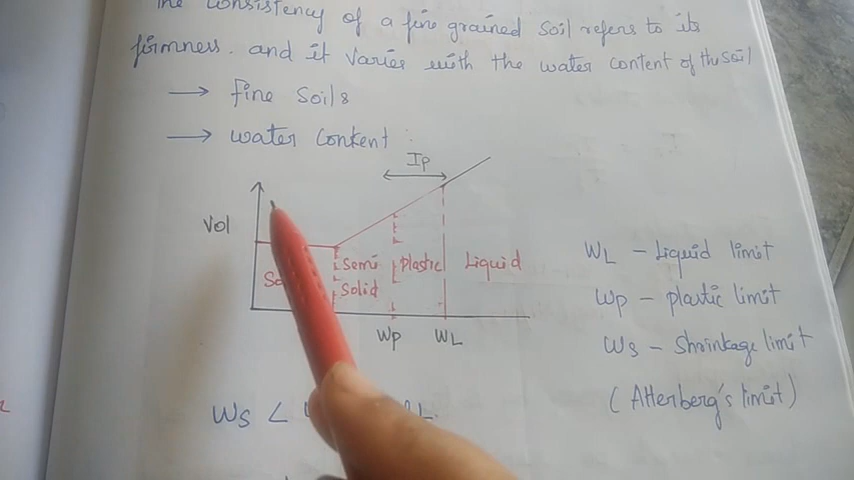 The consistency of a fine grained soil refers to its
firmness. and it varies with the water content of the soil
→ fine Soils
→ water content :
Ip
Vol
Semi Solid
Plastic
Liquid
Wp
WL
WL - Liquid limit
Wp - plastic limit
Ws - Shrinkage limit
(Atterberg's limit)
Ws <